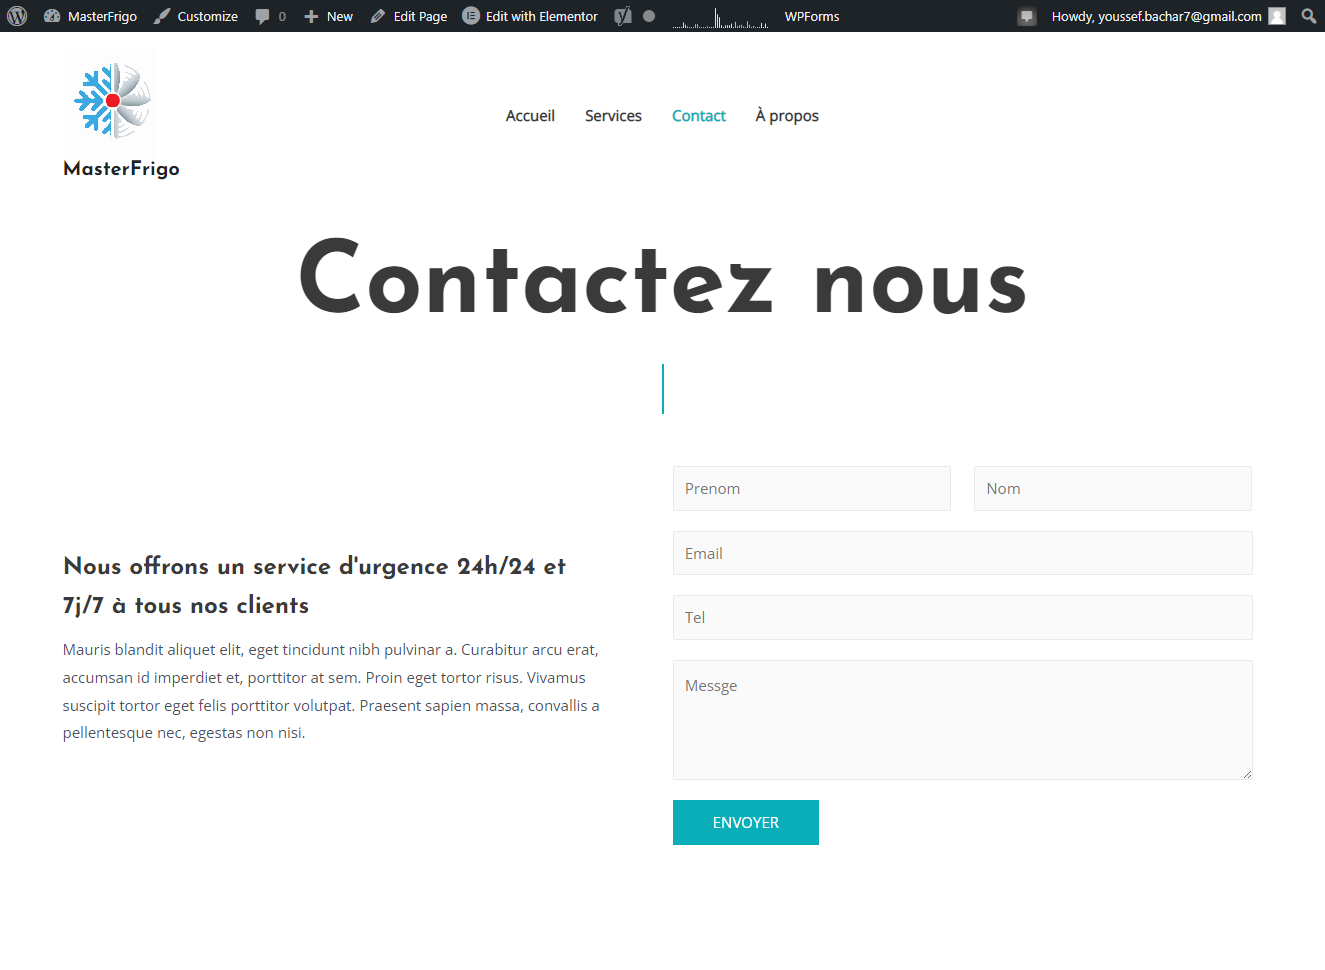 MasterFrigo Customize 0 New Edit Page Edit with Elementor WPForms Howdy, youssef.bachar7@gmail.com
MasterFrigo
Accueil Services Contact À propos
Contactez nous
Nous offrons un service d'urgence 24h/24 et
7j/7 à tous nos clients
Mauris blandit aliquet elit, eget tincidunt nibh pulvinar a. Curabitur arcu erat,
accumsan id imperdiet et, porttitor at sem. Proin eget tortor risus. Vivamus
suscipit tortor eget felis porttitor volutpat. Praesent sapien massa, convallis a
pellentesque nec, egestas non nisi.
Prenom Nom
Email
Tel
Messge
ENVOYER